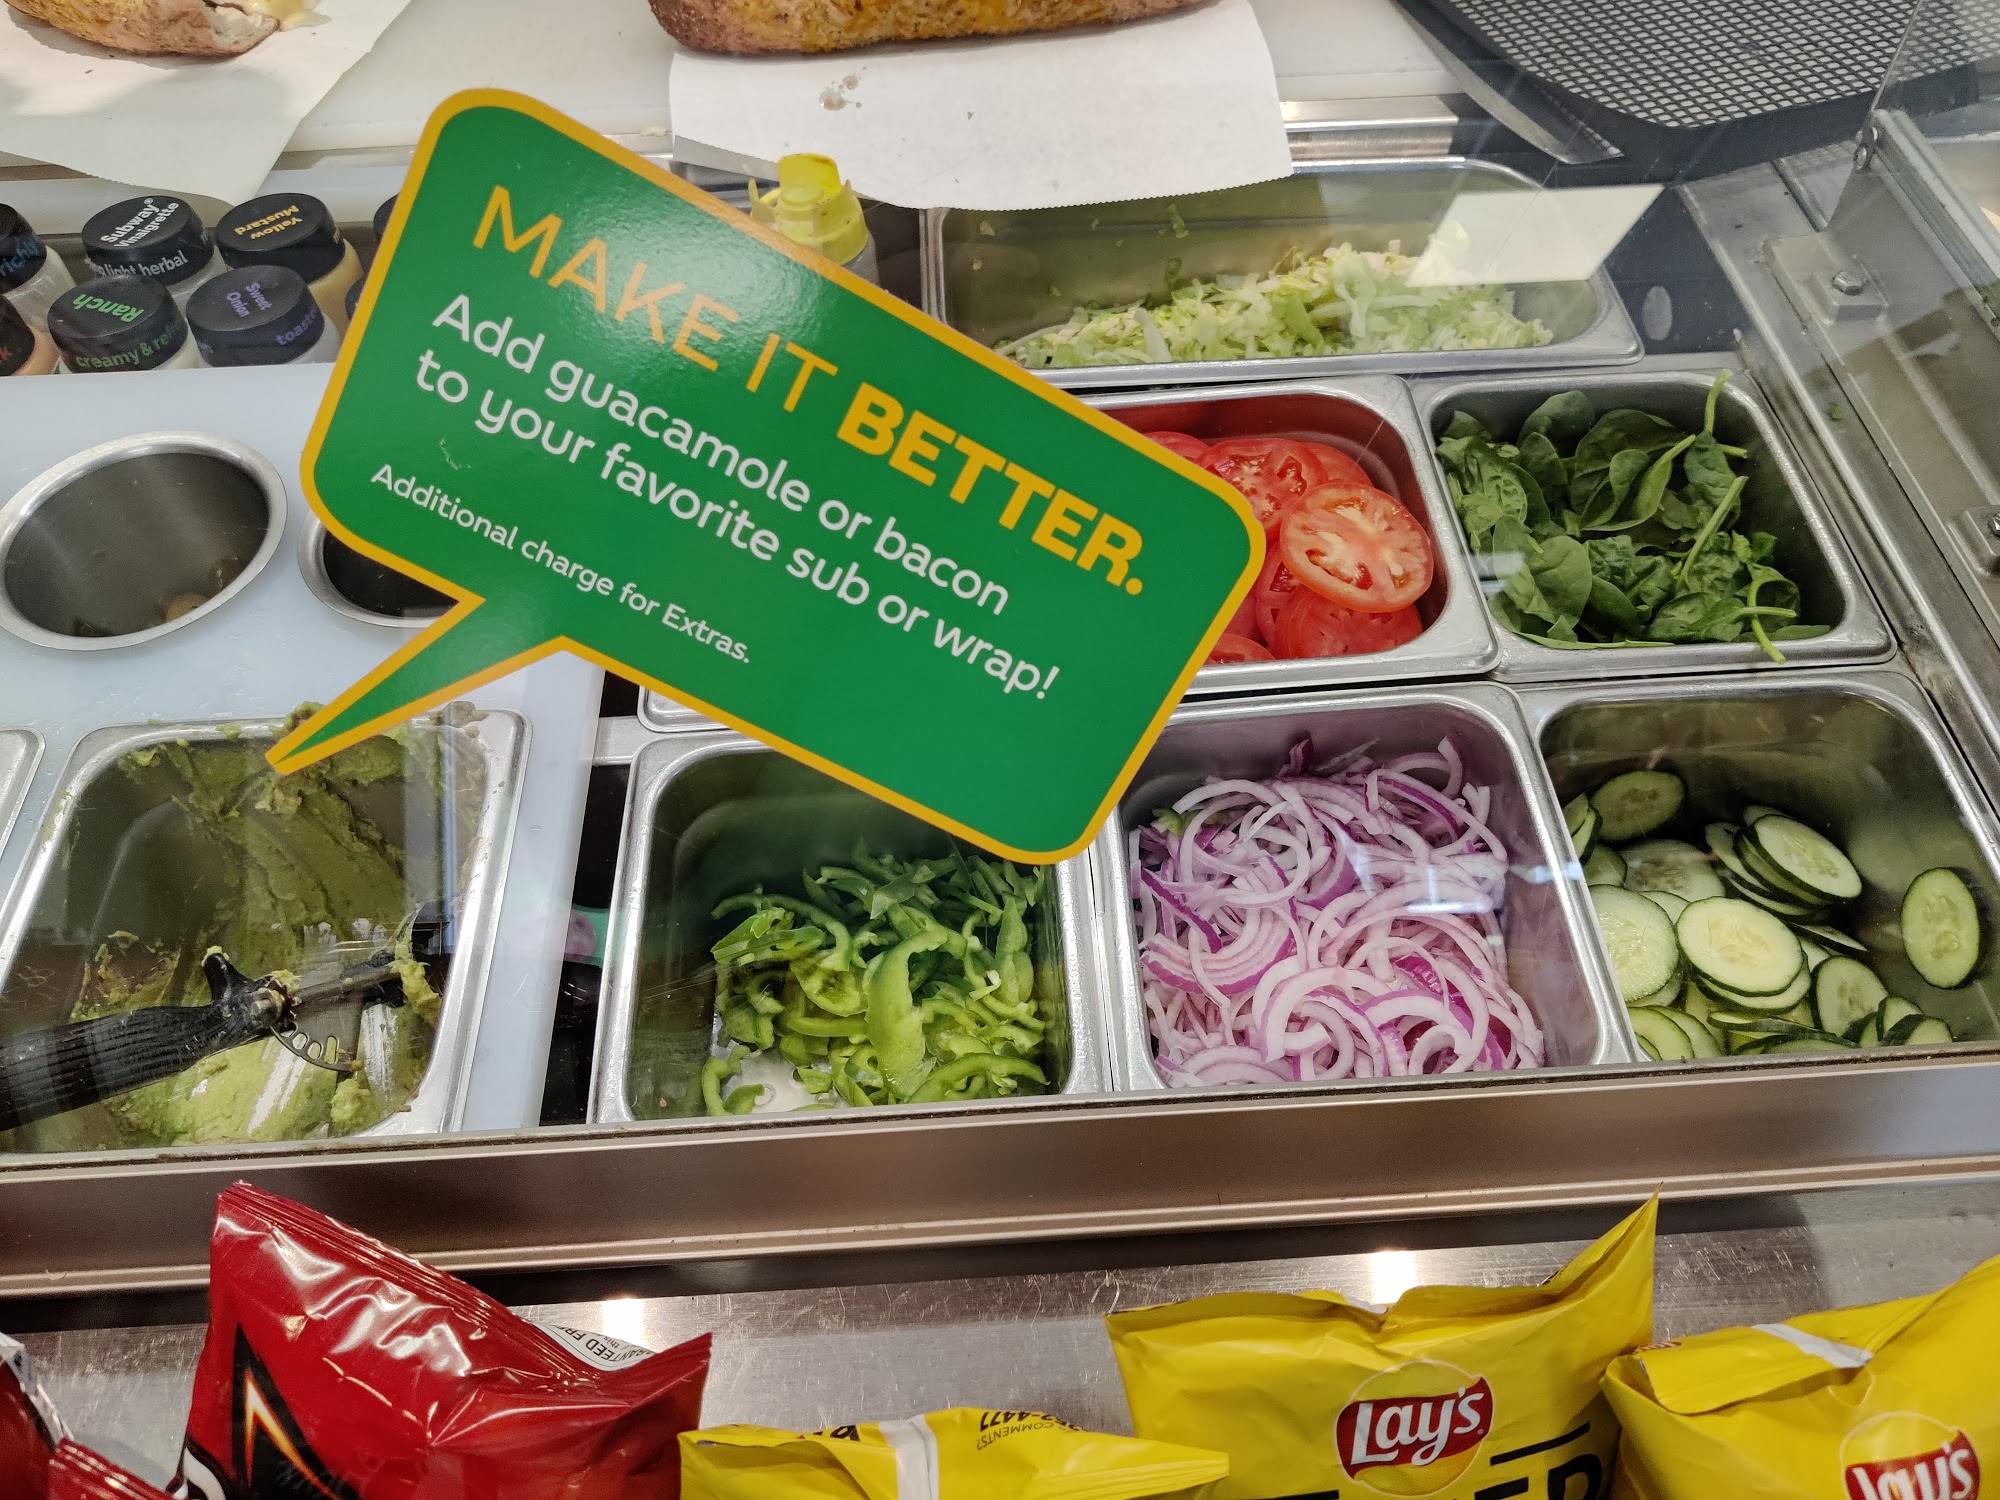 MAKE IT BETTER.
Add guacamole or bacon
to your favorite sub or wrap!
Additional charge for Extras.
Subway®
Vinaigrette
light herbal
Yellow
Mustard
Ranch
creamy &
Sweet
Onion
Lay's
Lay's
COMMENTS?